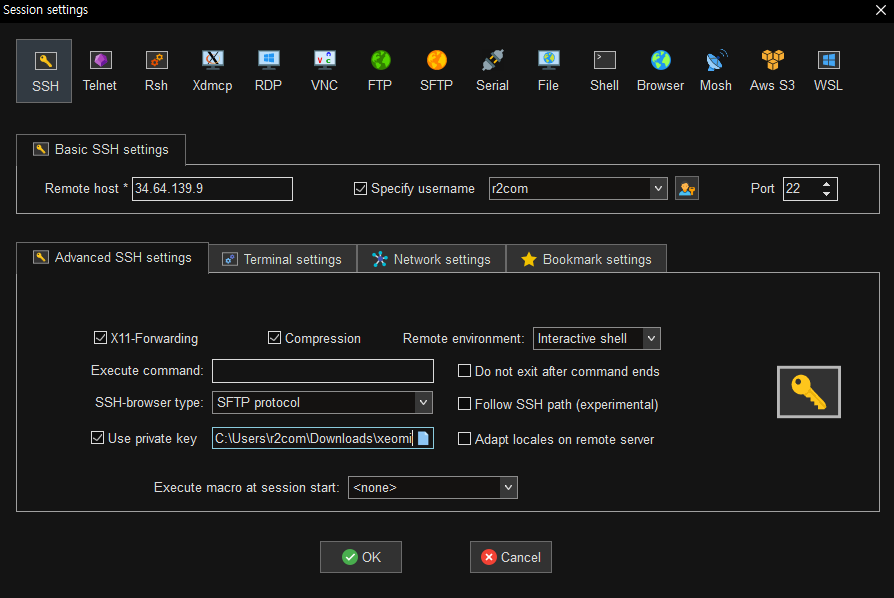 Session settings
SSH Telnet Rsh Xdmcp RDP VNC FTP SFTP Serial File Shell Browser Mosh Aws S3 WSL
Basic SSH settings
Remote host * 34.64.139.9 Specify username r2com Port 22
Advanced SSH settings Terminal settings Network settings Bookmark settings
X11-Forwarding Compression Remote environment: Interactive shell
Execute command: Do not exit after command ends
SSH-browser type: SFTP protocol Follow SSH path (experimental)
Use private key C:\Users\r2com\Downloads\xeomi Adapt locales on remote server
Execute macro at session start: <none>
OK Cancel